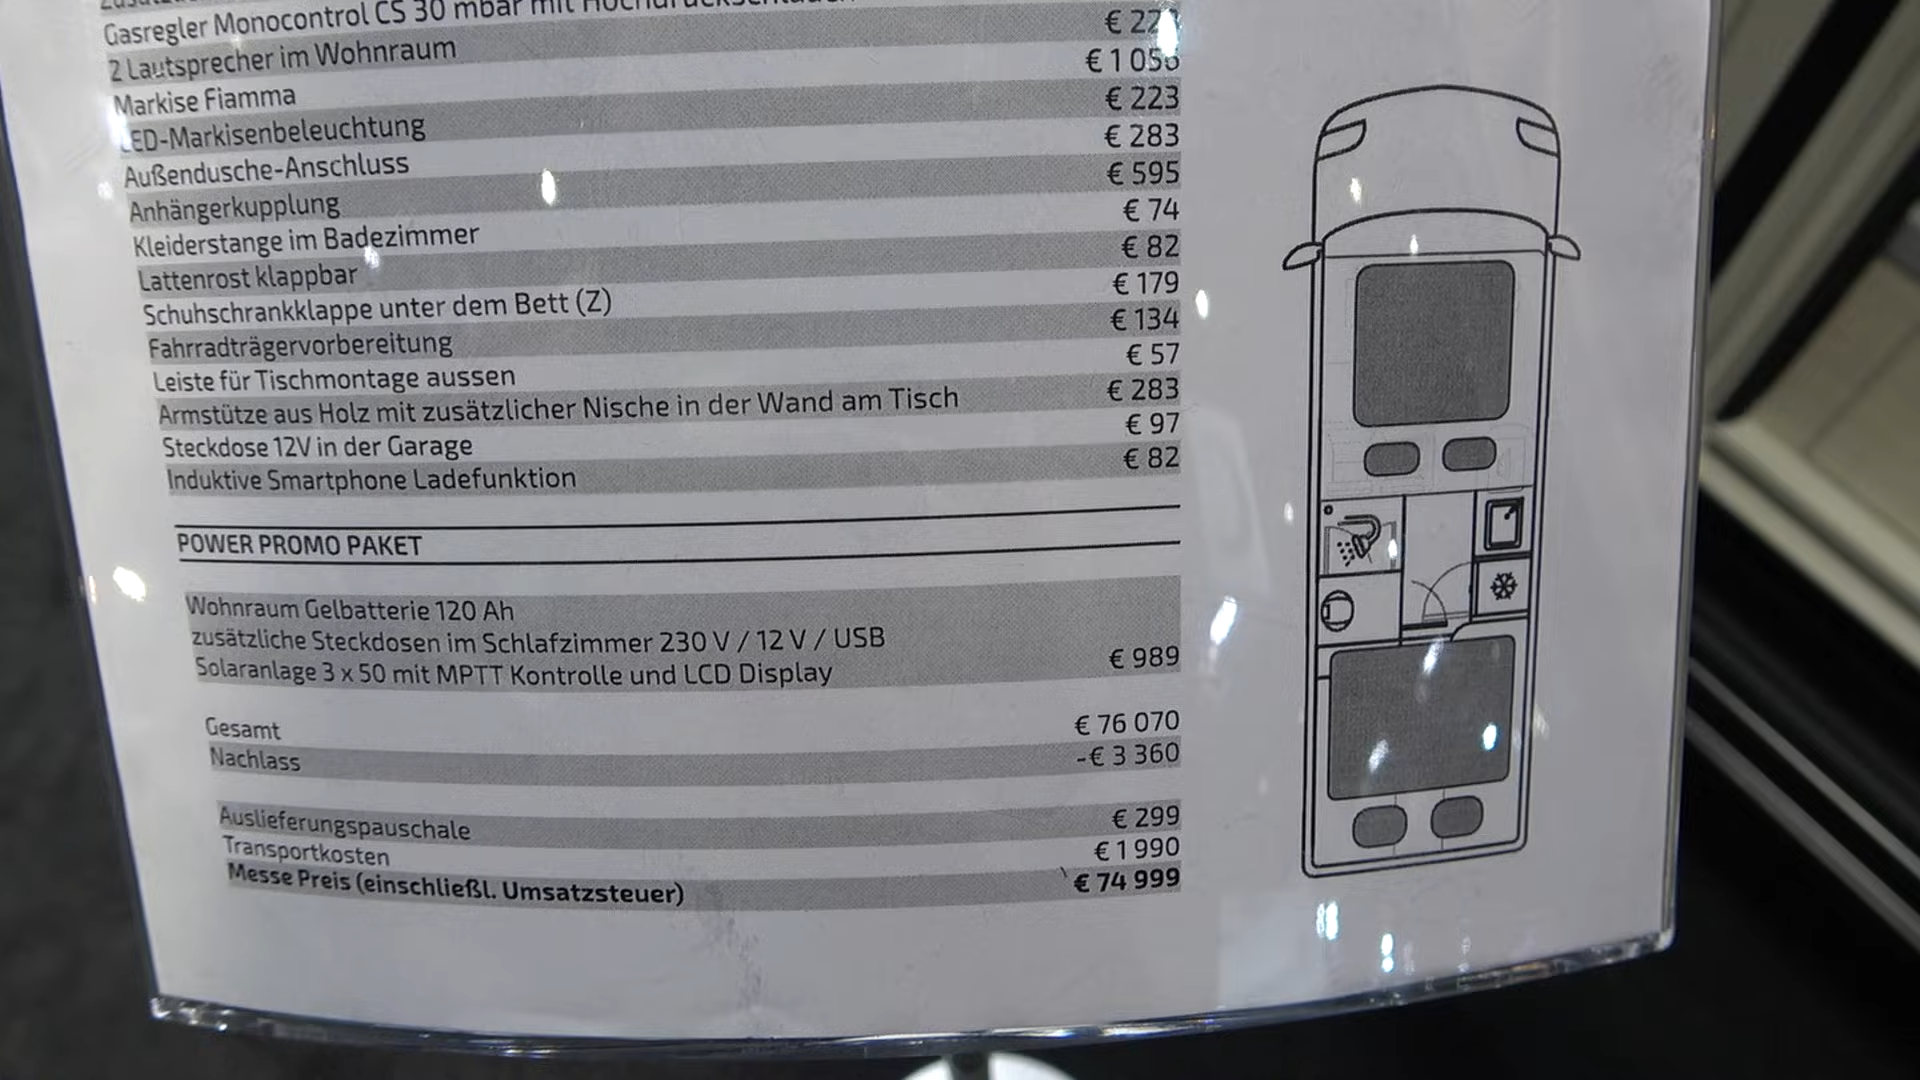 Gasregler Monocontrol CS 30 mbar mit
2 Lautsprecher im Wohnraum
Markise Fiamma € 1 056
LED-Markisenbeleuchtung € 223
Außendusche-Anschluss € 283
Anhängerkupplung € 595
Kleiderstange im Badezimmer € 74
Lattenrost klappbar € 82
Schuhschrankklappe unter dem Bett (Z) € 179
Fahrradträgervorbereitung € 134
Leiste für Tischmontage aussen € 57
Armstütze aus Holz mit zusätzlicher Nische in der Wand am Tisch € 283
Steckdose 12V in der Garage € 97
Induktive Smartphone Ladefunktion € 82
POWER PROMO PAKET
Wohnraum Gelbatterie 120 Ah
zusätzliche Steckdosen im Schlafzimmer 230 V / 12 V / USB
Solaranlage 3 x 50 mit MPTT Kontrolle und LCD Display € 989
Gesamt € 76 070
Nachlass -€ 3 360
Auslieferungspauschale € 299
Transportkosten € 1 990
Messe Preis (einschließl. Umsatzsteuer) € 74 999